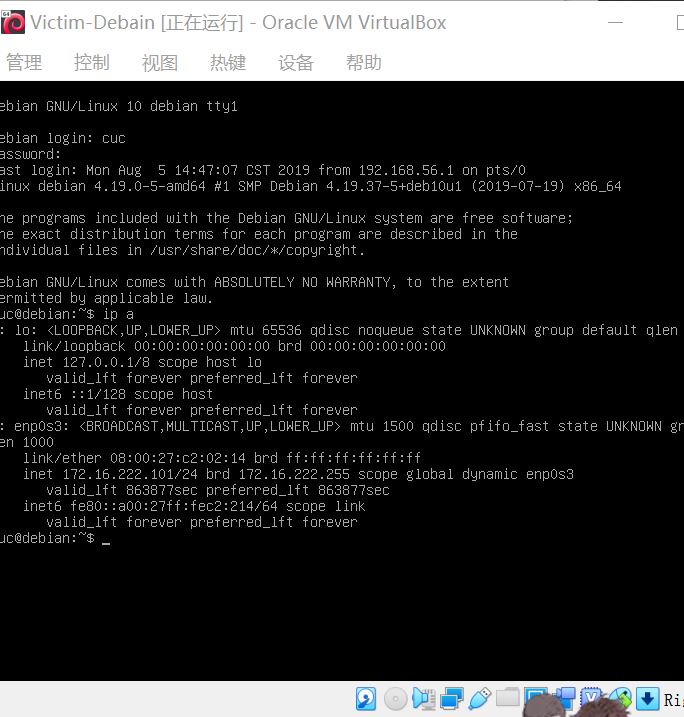 64
Victim-Debain [正在运行] - Oracle VM VirtualBox
管理 控制 视图 热键 设备 帮助
ebian GNU/Linux 10 debian tty1
ebian login: cuc
assword:
ast login: Mon Aug  5 14:47:07 CST 2019 from 192.168.56.1 on pts/0
inux debian 4.19.0-5-amd64 #1 SMP Debian 4.19.37-5+deb10u1 (2019-07-19) x86_64
he programs included with the Debian GNU/Linux system are free software;
he exact distribution terms for each program are described in the
ndividual files in /usr/share/doc/*/copyright.
ebian GNU/Linux comes with ABSOLUTELY NO WARRANTY, to the extent
ermitted by applicable law.
uc@debian:~$ ip a
: lo: <LOOPBACK,UP,LOWER_UP> mtu 65536 qdisc noqueue state UNKNOWN group default qlen
link/loopback 00:00:00:00:00:00 brd 00:00:00:00:00:00
inet 127.0.0.1/8 scope host lo
valid_lft forever preferred_lft forever
inet6 ::1/128 scope host
valid_lft forever preferred_lft forever
: enp0s3: <BROADCAST,MULTICAST,UP,LOWER_UP> mtu 1500 qdisc pfifo_fast state UNKNOWN gr
en 1000
link/ether 08:00:27:c2:02:14 brd ff:ff:ff:ff:ff:ff
inet 172.16.222.101/24 brd 172.16.222.255 scope global dynamic enp0s3
valid_lft 863877sec preferred_lft 863877sec
inet6 fe80::a00:27ff:fec2:214/64 scope link
valid_lft forever preferred_lft forever
uc@debian:~$ _
Rig